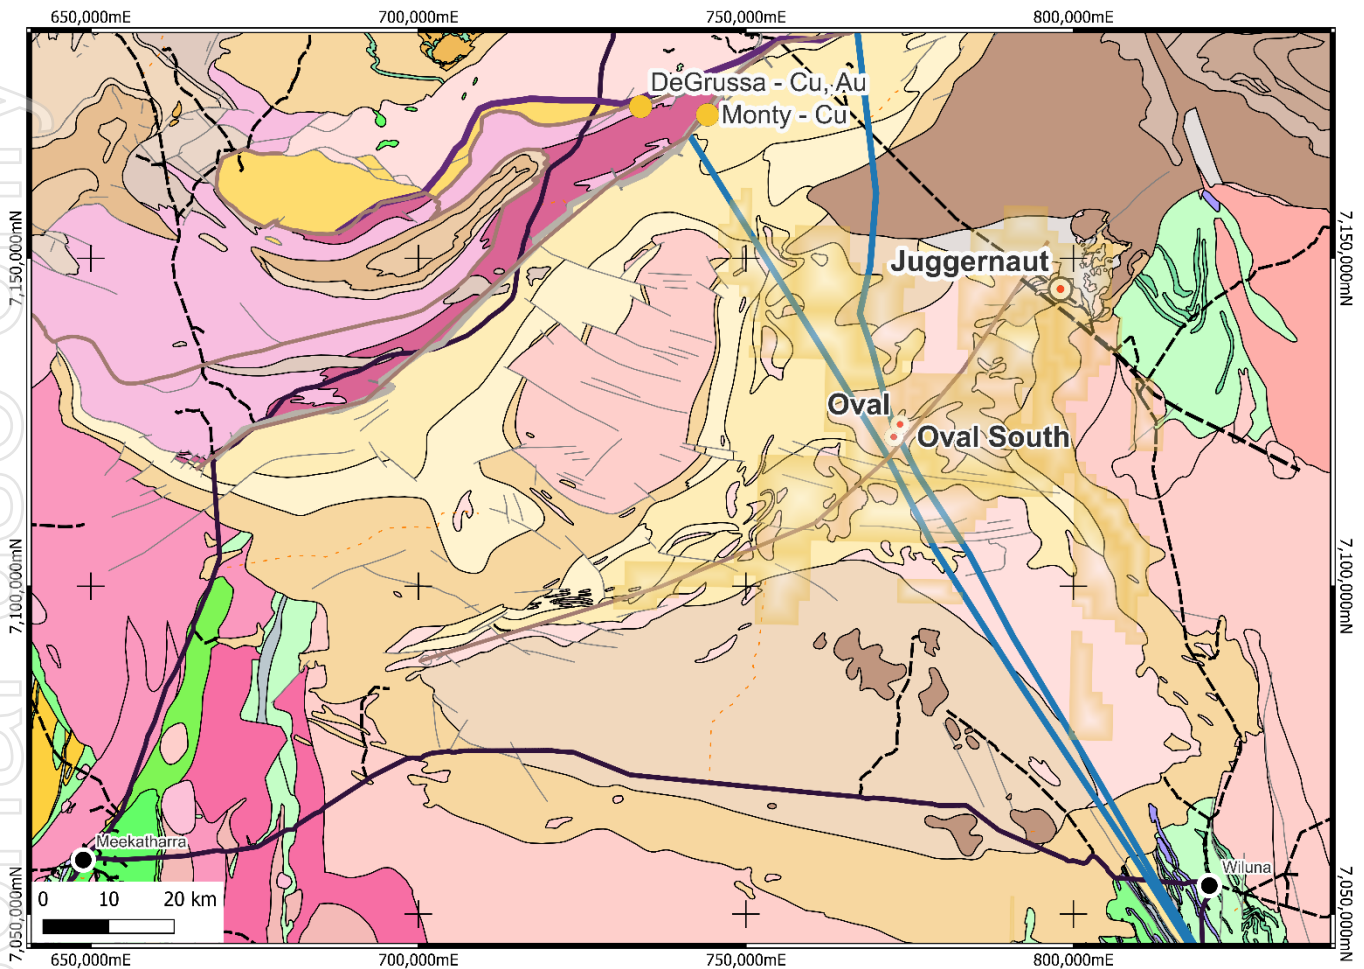 650,000mE 700,000mE 750,000mE 800,000mE
DeGrussa - Cu, Au
Monty - Cu
7,150,000mN 7,150,000mN
Juggernaut
Oval
Oval South
7,100,000mN 7,100,000mN
Meekatharra
Wiluna
0 10 20 km
7,050,000mN 7,050,000mN
650,000mE 700,000mE 750,000mE 800,000mE